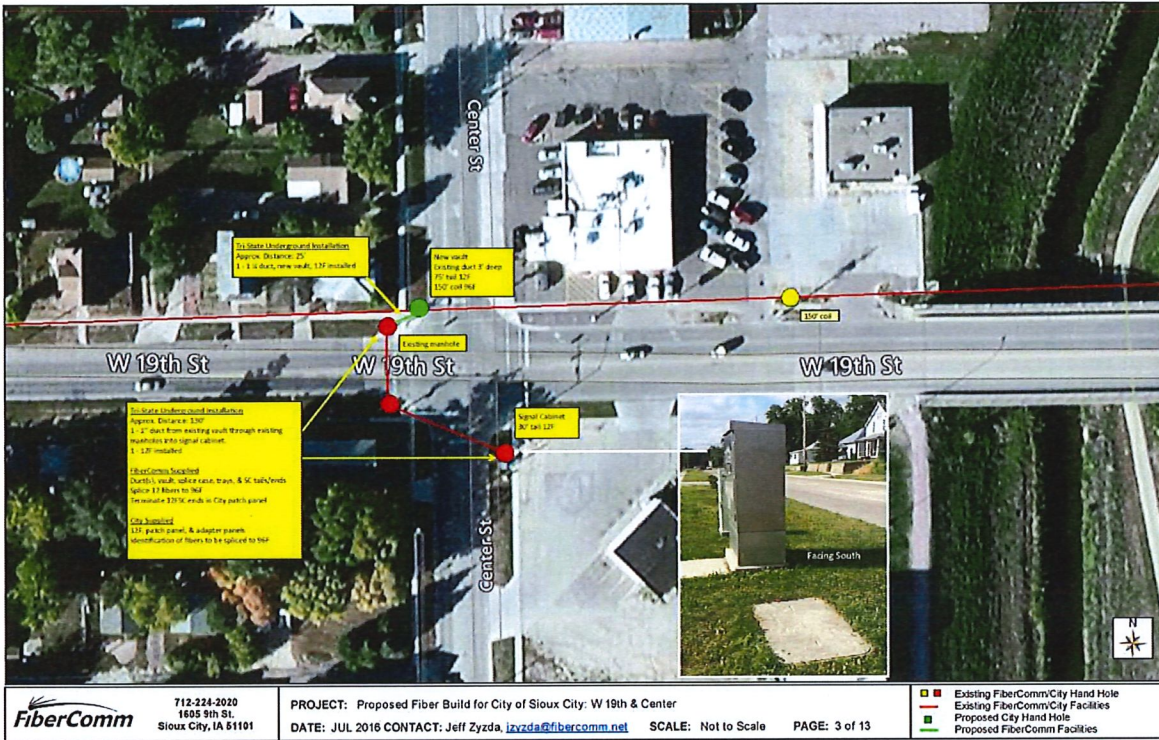 Center St
Tri State Underground Installation
Approx. Distance: 25'
1 - 1 ¼ duct, new vault, 12F installed
New vault
Existing duct 3' deep
75' tail 12F
150' coil 96F
150' coil
Existing manhole
W 19th St
W 19th St
W 19th St
Tri-State Underground Installation
Approx. Distance: 130'
1 - 1" duct from existing vault through existing
manholes into signal cabinet.
1 - 12F installed
FiberComm Supplied
Duct(s), vault, splice case, trays, & SC tails/ends
Splice 12 fibers to 96F
Terminate 12F SC ends in City patch panel
City Supplied
12F, patch panel, & adapter panels
Identification of fibers to be spliced to 96F
Signal Cabinet
30' tail 12F
Center St
Facing South
N
FiberComm
712-224-2020
1605 9th St.
Sioux City, IA 51101
PROJECT: Proposed Fiber Build for City of Sioux City: W 19th & Center
DATE: JUL 2016 CONTACT: Jeff Zyzda, jzyzda@fibercomm.net SCALE: Not to Scale PAGE: 3 of 13
Existing FiberComm/City Hand Hole
Existing FiberComm/City Facilities
Proposed City Hand Hole
Proposed FiberComm Facilities